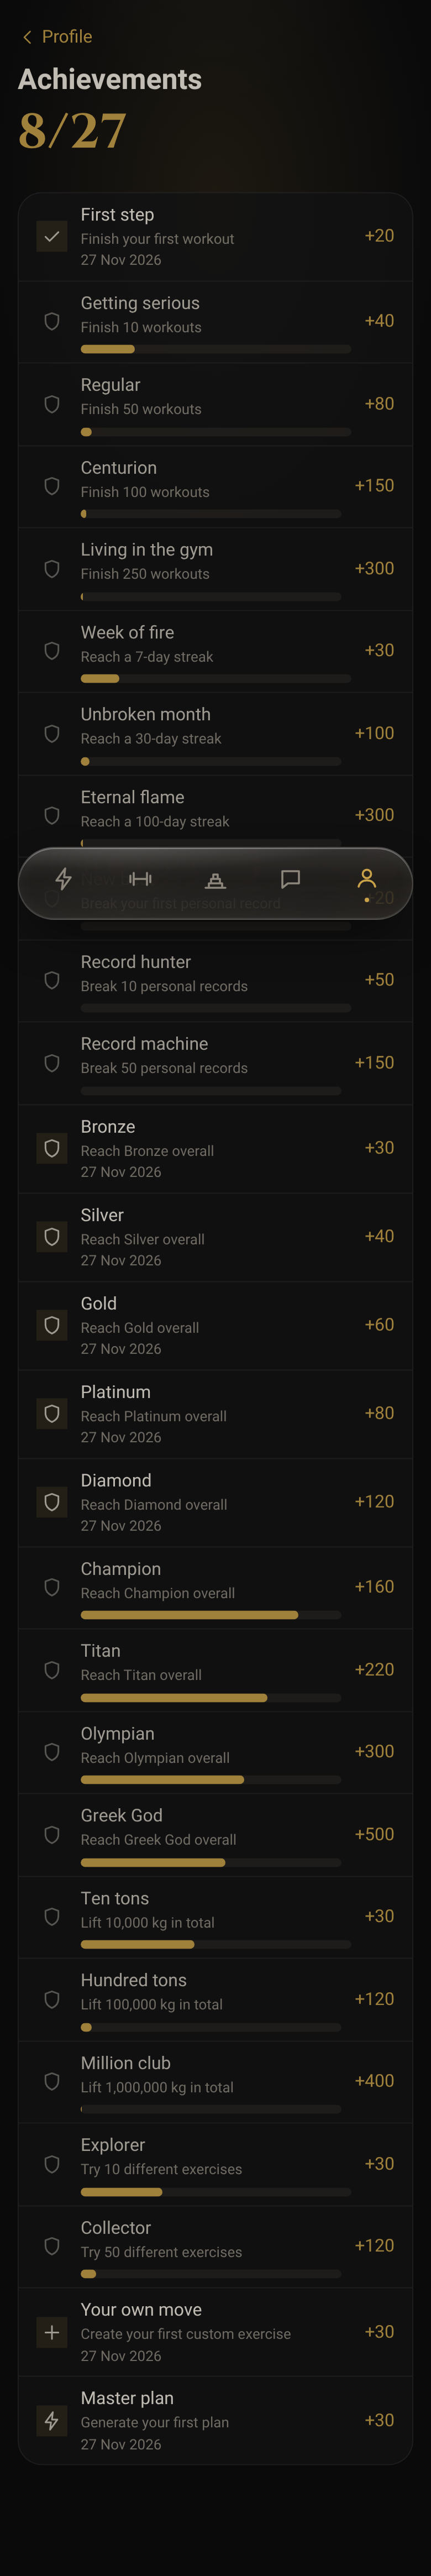 Profile
Achievements
8/27
First step
Finish your first workout
27 Nov 2026
+20
Getting serious
Finish 10 workouts
+40
Regular
Finish 50 workouts
+80
Centurion
Finish 100 workouts
+150
Living in the gym
Finish 250 workouts
+300
Week of fire
Reach a 7-day streak
+30
Unbroken month
Reach a 30-day streak
+100
Eternal flame
Reach a 100-day streak
+300
Break your first personal record
+20
Record hunter
Break 10 personal records
+50
Record machine
Break 50 personal records
+150
Bronze
Reach Bronze overall
27 Nov 2026
+30
Silver
Reach Silver overall
27 Nov 2026
+40
Gold
Reach Gold overall
27 Nov 2026
+60
Platinum
Reach Platinum overall
27 Nov 2026
+80
Diamond
Reach Diamond overall
27 Nov 2026
+120
Champion
Reach Champion overall
+160
Titan
Reach Titan overall
+220
Olympian
Reach Olympian overall
+300
Greek God
Reach Greek God overall
+500
Ten tons
Lift 10,000 kg in total
+30
Hundred tons
Lift 100,000 kg in total
+120
Million club
Lift 1,000,000 kg in total
+400
Explorer
Try 10 different exercises
+30
Collector
Try 50 different exercises
+120
Your own move
Create your first custom exercise
27 Nov 2026
+30
Master plan
Generate your first plan
27 Nov 2026
+30